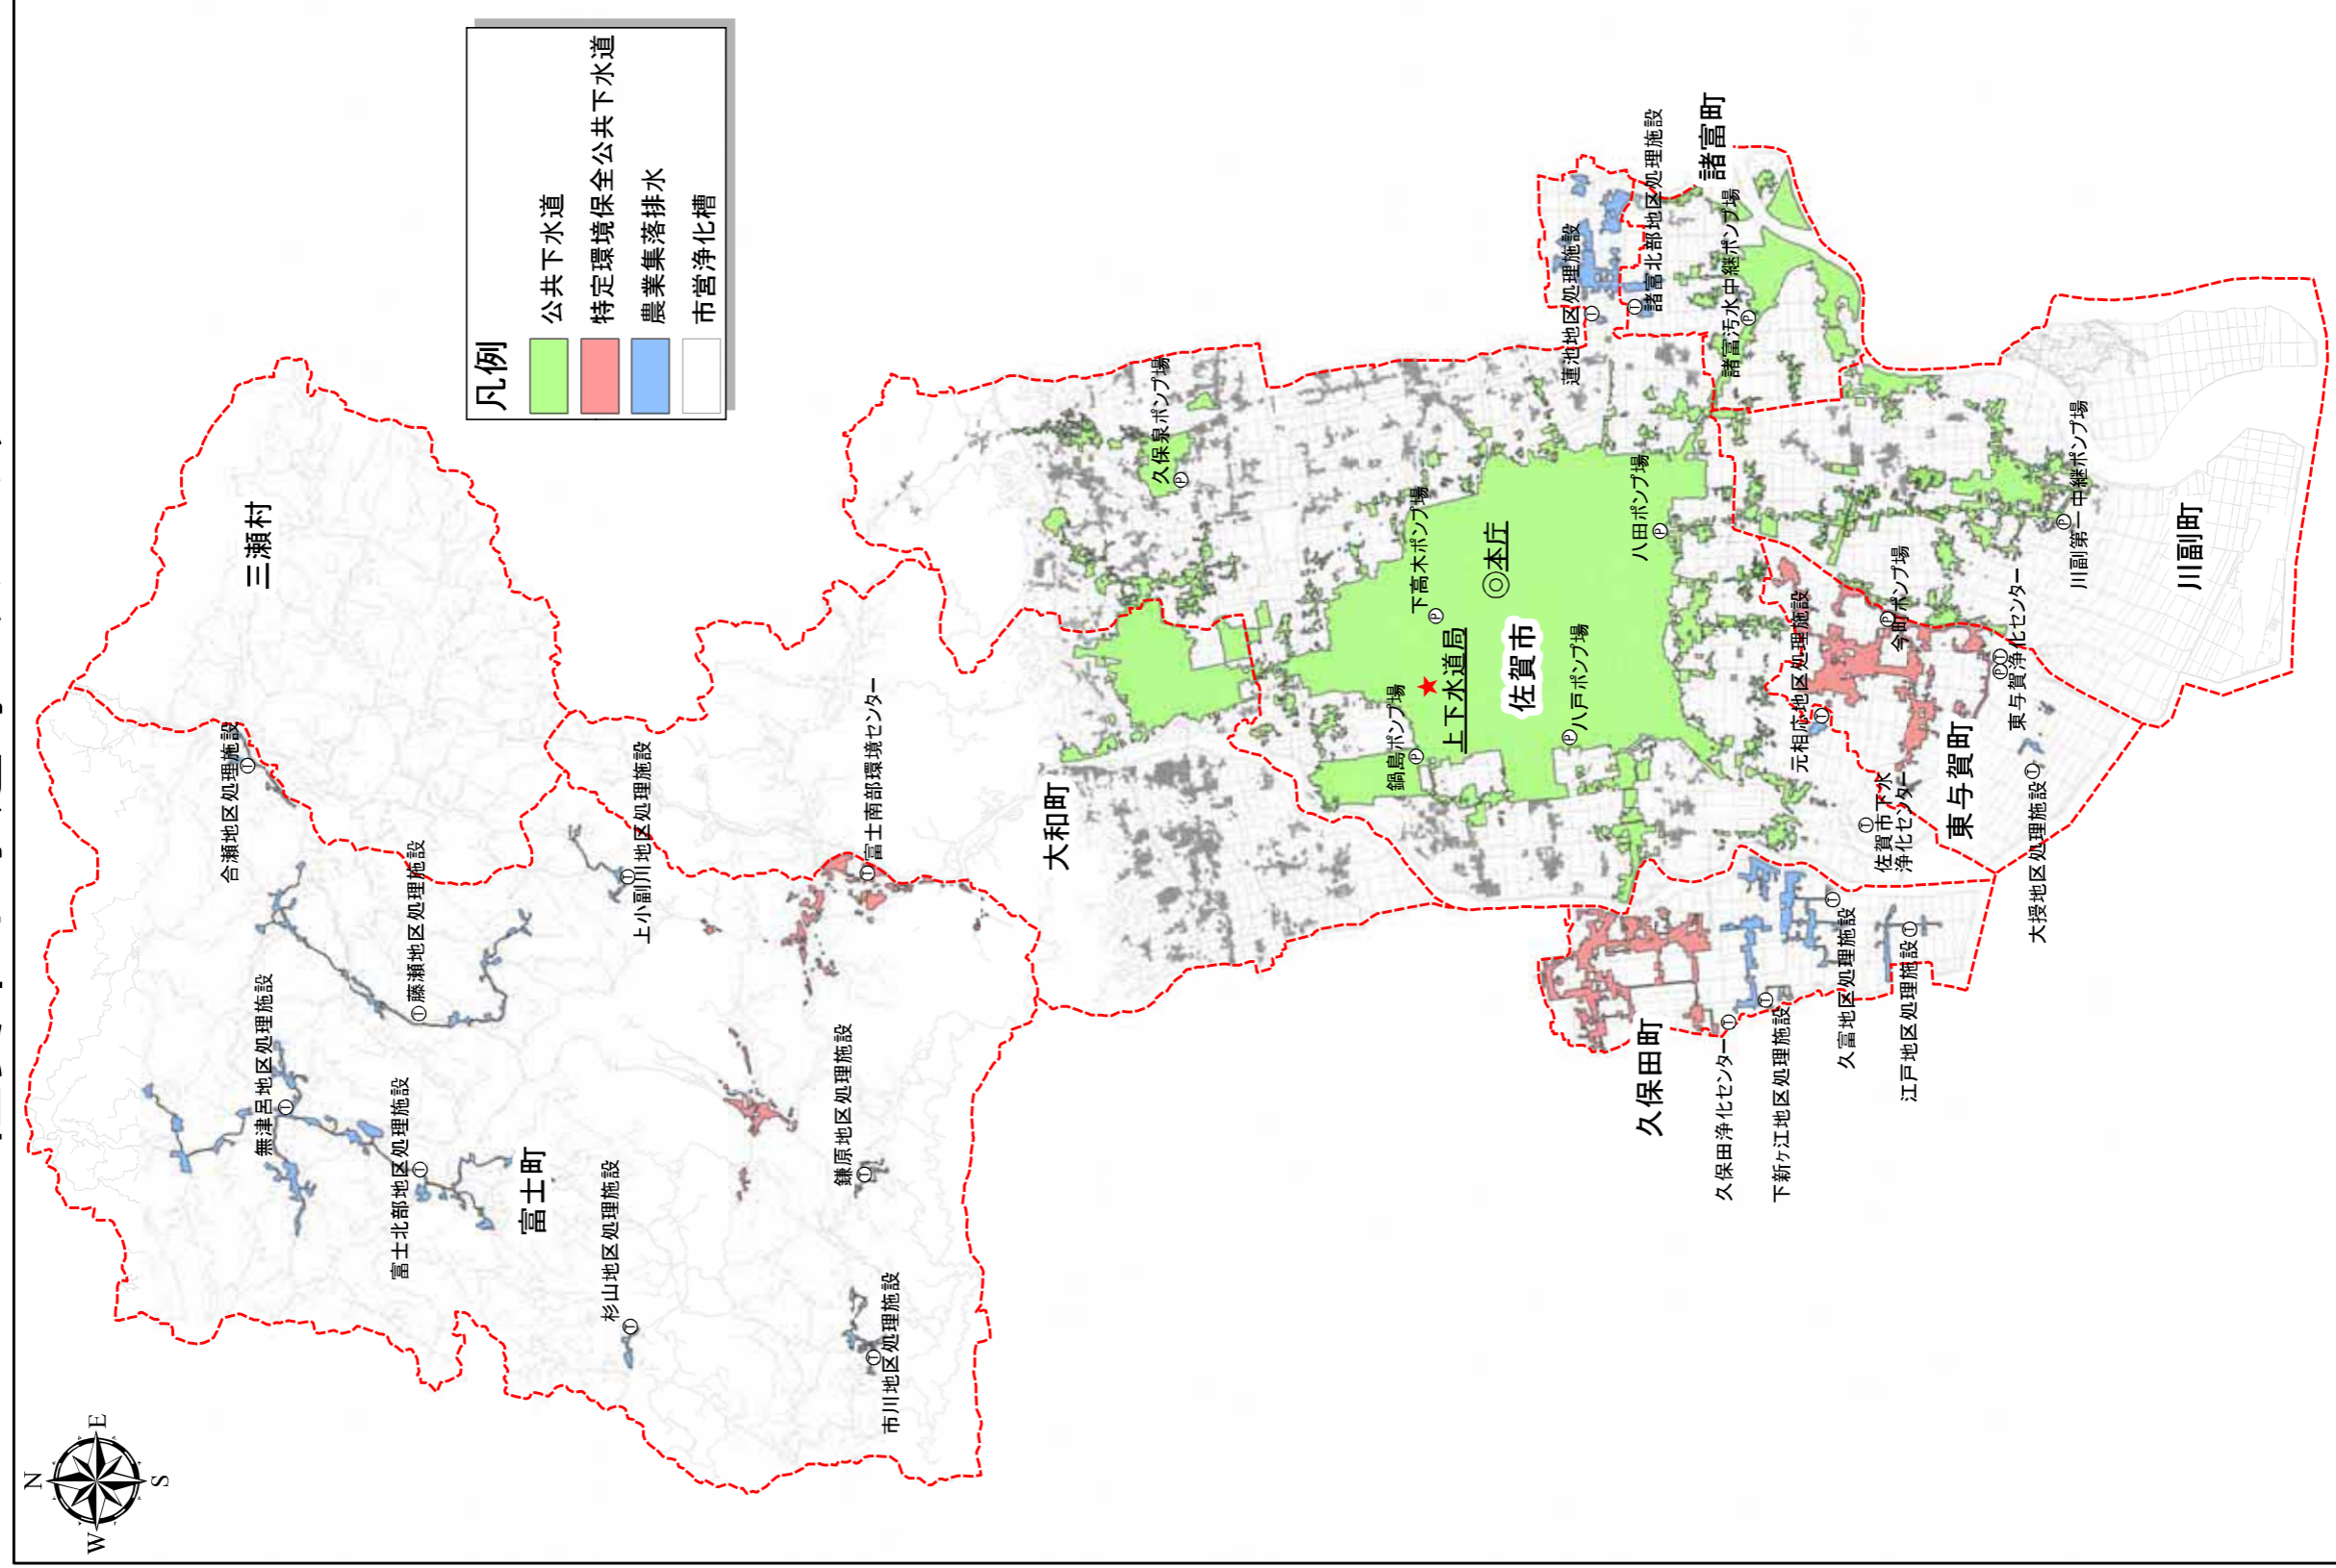 N
E
W
S
凡例
公共下水道
特定環境保全公共下水道
農業集落排水
市営浄化槽
三瀬村
合瀬地区処理施設
Ⓣ
無津呂地区処理施設
Ⓣ
藤瀬地区処理施設
Ⓣ
富士北部地区処理施設
Ⓣ
富士町
上小副川地区処理施設
Ⓣ
杉山地区処理施設
Ⓣ
富士南部環境センター
Ⓣ
鎌原地区処理施設
Ⓣ
市川地区処理施設
Ⓣ
大和町
久保泉ポンプ場
Ⓟ
下高木ポンプ場
Ⓟ
鍋島ポンプ場
Ⓟ
上下水道局
◎本庁
佐賀市
八戸ポンプ場
Ⓟ
八田ポンプ場
Ⓟ
蓮池地区処理施設
Ⓣ
諸富北部地区処理施設
Ⓣ
諸富町
諸富汚水中継ポンプ場
Ⓟ
元相応地区処理施設
Ⓣ
今町ポンプ場
Ⓟ
佐賀市下水
浄化センター
Ⓣ
東与賀町
東与賀浄化センター
ⓅⓉ
大授地区処理施設
Ⓣ
川副第一中継ポンプ場
Ⓟ
川副町
久保田町
久保田浄化センター
Ⓣ
下新ヶ江地区処理施設
Ⓣ
久富地区処理施設
Ⓣ
江戸地区処理施設
Ⓣ